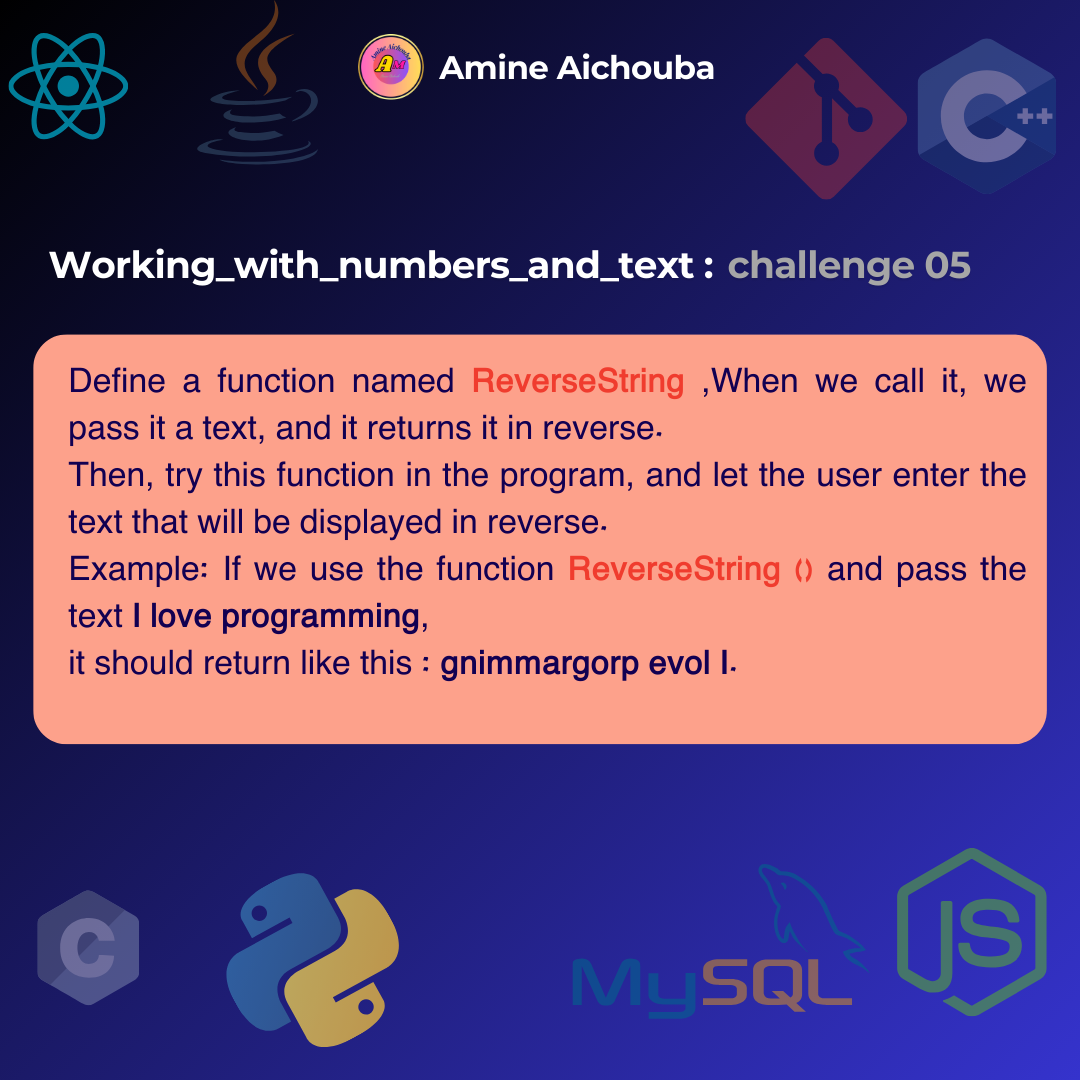 Amine Aichouba
Amine Aichouba
AM
C++
Working_with_numbers_and_text : challenge 05
Define a function named ReverseString ,When we call it, we
pass it a text, and it returns it in reverse.
Then, try this function in the program, and let the user enter the
text that will be displayed in reverse.
Example: If we use the function ReverseString () and pass the
text I love programming,
it should return like this : gnimmargorp evol I.
C
MySQL
JS